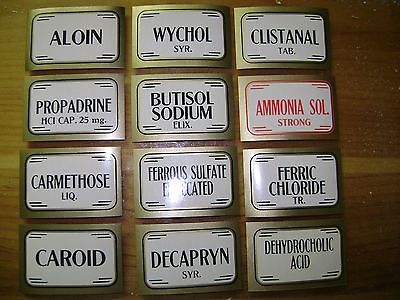 ALOIN
WYCHOL
SYR.
CLISTANAL
TAB.
PROPADRINE
HCl CAP. 25 mg.
BUTISOL
SODIUM
ELIX.
AMMONIA SOL.
STRONG
CARMETHOSE
LIQ.
FERROUS SULFATE
EXSICCATED
FERRIC
CHLORIDE
TR.
CAROID
DECAPRYN
SYR.
DEHYDROCHOLIC
ACID